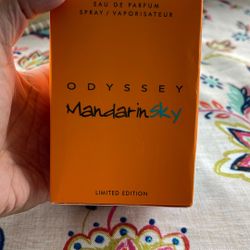 EAU DE PARFUM
SPRAY / VAPORISATEUR
ODYSSEY
MandarinSky
LIMITED EDITION